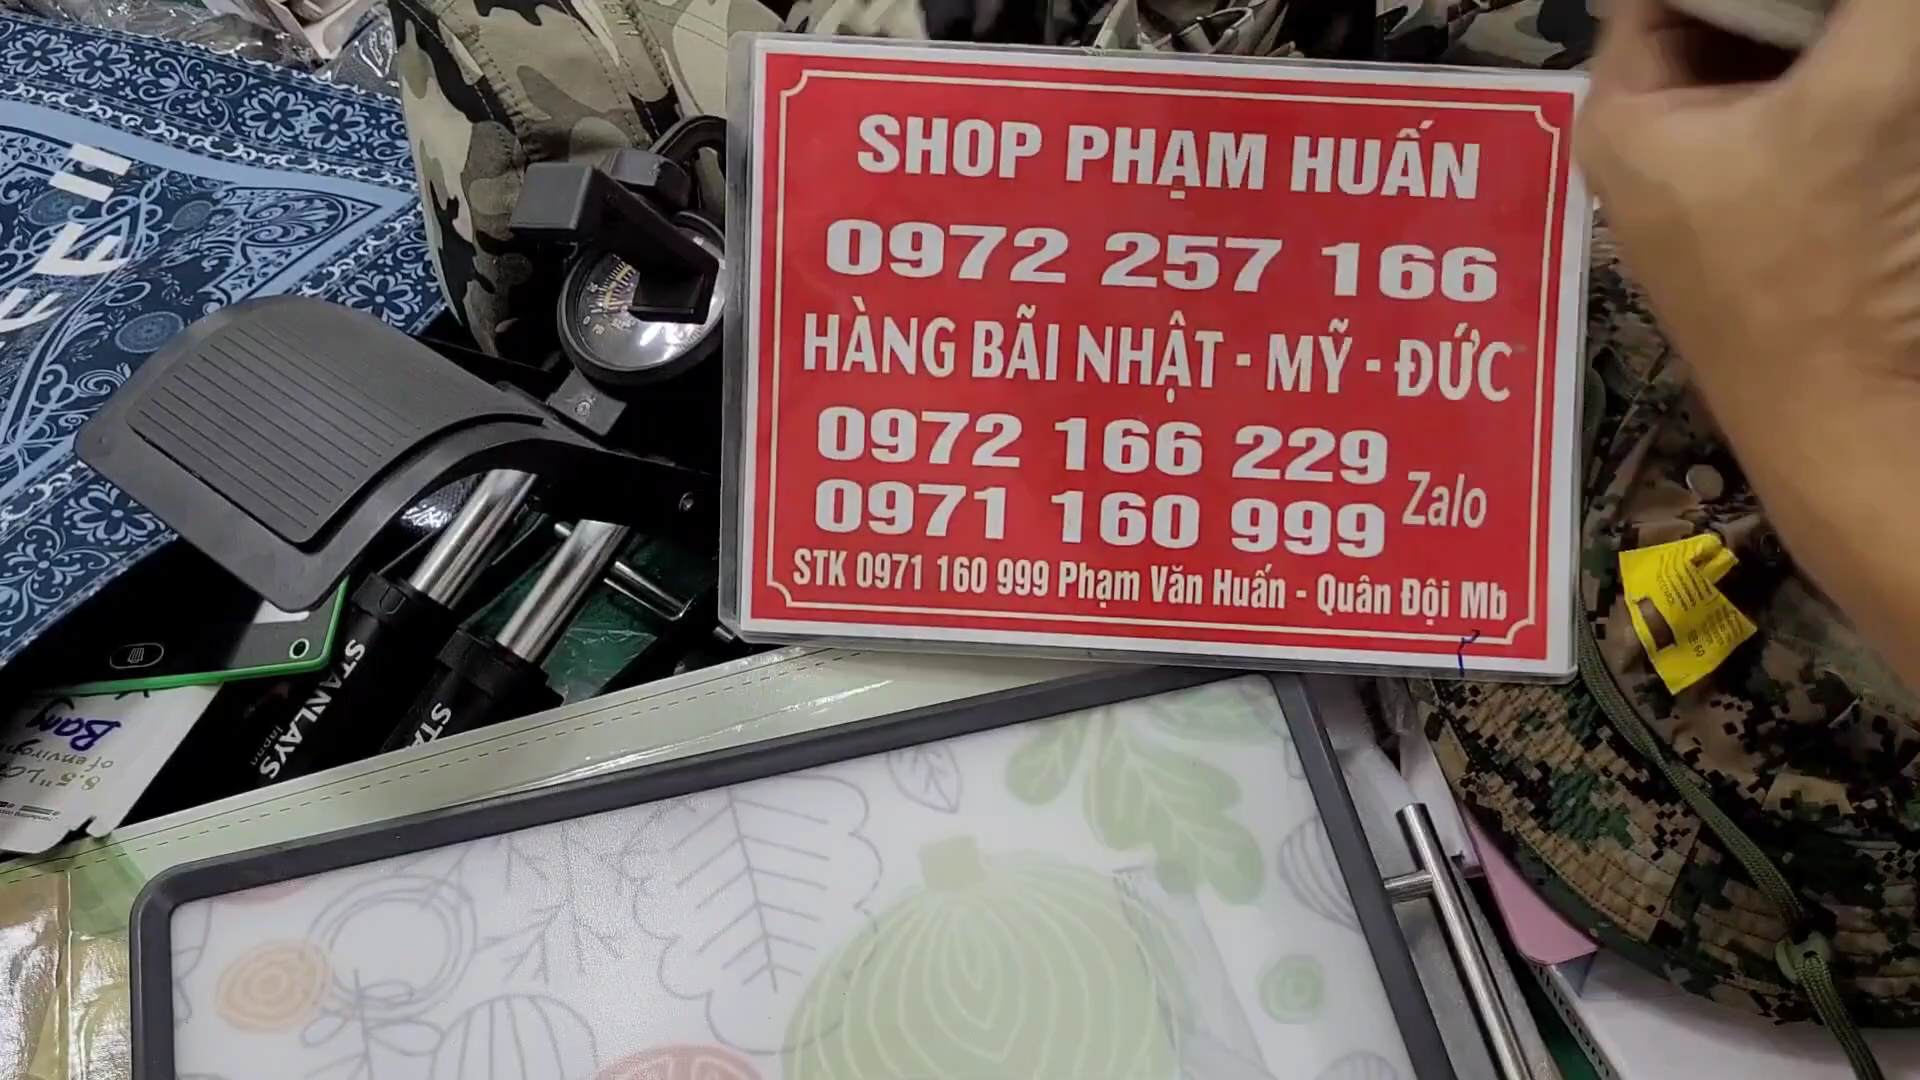 SHOP PHẠM HUẤN
0972 257 166
HÀNG BÃI NHẬT - MỸ - ĐỨC
0972 166 229
0971 160 999 Zalo
STK 0971 160 999 Phạm Văn Huấn - Quân Đội Mb
STANLAYS
STA